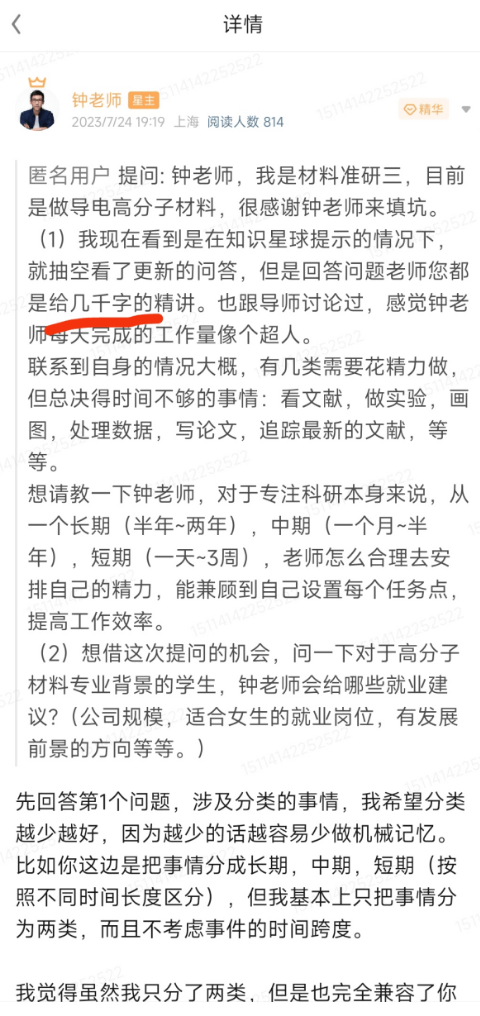 详情
钟老师 星主
2023/7/24 19:19 上海 阅读人数 814
精华
匿名用户 提问: 钟老师，我是材料准研三，目前
是做导电高分子材料，很感谢钟老师来填坑。
（1）我现在看到是在知识星球提示的情况下，
就抽空看了更新的问答，但是回答问题老师您都
是给几千字的精讲。也跟导师讨论过，感觉钟老
师每天完成的工作量像个超人。
联系到自身的情况大概，有几类需要花精力做，
但总决得时间不够的事情：看文献，做实验，画
图，处理数据，写论文，追踪最新的文献，等
等。
想请教一下钟老师，对于专注科研本身来说，从
一个长期（半年~两年），中期（一个月~半
年），短期（一天~3周），老师怎么合理去安
排自己的精力，能兼顾到自己设置每个任务点，
提高工作效率。
（2）想借这次提问的机会，问一下对于高分子
材料专业背景的学生，钟老师会给哪些就业建
议?（公司规模，适合女生的就业岗位，有发展
前景的方向等等。）
先回答第1个问题，涉及分类的事情，我希望分类
越少越好，因为越少的话越容易少做机械记忆。
比如你这边是把事情分成长期，中期，短期（按
照不同时间长度区分），但我基本上只把事情分
为两类，而且不考虑事件的时间跨度。
我觉得虽然我只分了两类，但是也完全兼容了你
15114142252522